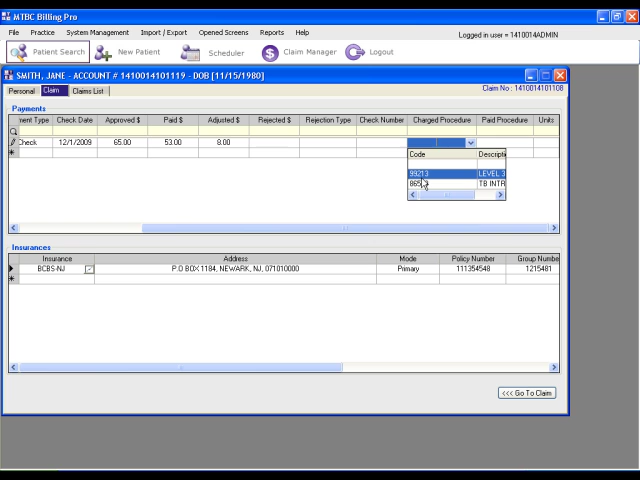 MTBC Billing Pro
File Practice System Management Import / Export Opened Screens Reports Help Logged in user = 1410014ADMIN
Patient Search New Patient Scheduler Claim Manager Logout
SMITH, JANE - ACCOUNT # 1410014101119 - DOB [11/15/1980]
Personal Claim Claims List Claim No : 1410014101108
Payments
ment Type Check Date Approved $ Paid $ Adjusted $ Rejected $ Rejection Type Check Number Charged Procedure Paid Procedure Units
Check 12/1/2009 65.00 53.00 8.00
Code Descripti
99213 LEVEL 3
TB INTR
Insurances
Insurance Address Mode Policy Number Group Numbe
BCBS-NJ P.O BOX 1184, NEWARK, NJ, 071010000 Primary 111354548 1215481
<<< Go To Claim